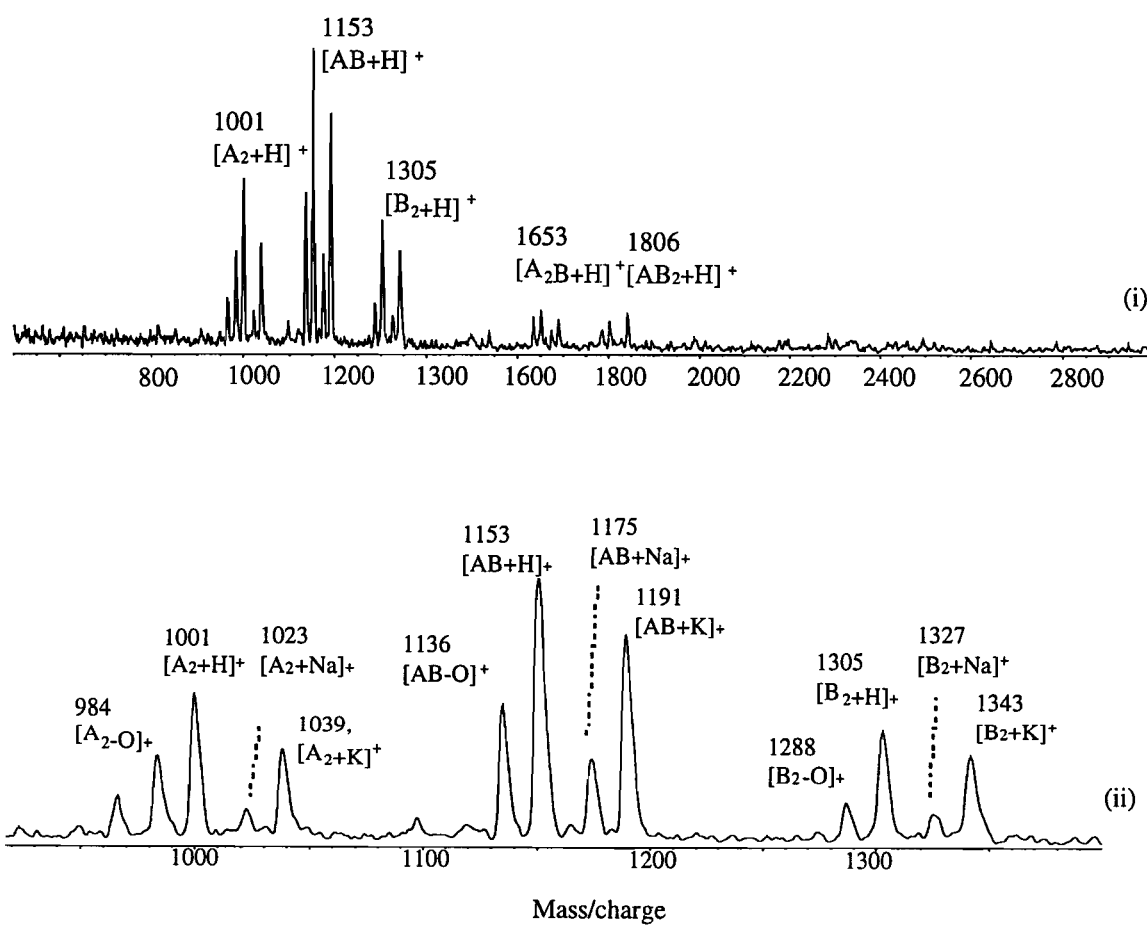 1153
[AB+H] +
1001
[A2+H] +
1305
[B2+H] +
1653
[A2B+H] +
1806
[AB2+H] +
(i)
800 1000 1200 1300 1600 1800 2000 2200 2400 2600 2800
1153
[AB+H]+
1175
[AB+Na]+
1191
[AB+K]+
1001
[A2+H]+
1023
[A2+Na]+
1136
[AB-O]+
1305
[B2+H]+
1327
[B2+Na]+
984
[A2-O]+
1039,
[A2+K]+
1288
[B2-O]+
1343
[B2+K]+
(ii)
1000 1100 1200 1300
Mass/charge